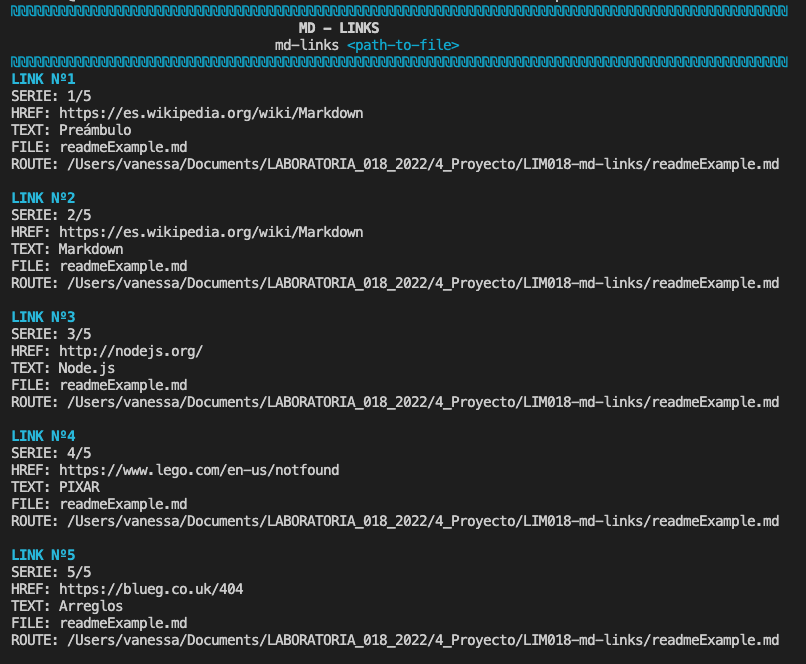 MD - LINKS
md-links <path-to-file>
LINK Nº1
SERIE: 1/5
HREF: https://es.wikipedia.org/wiki/Markdown
TEXT: Preámbulo
FILE: readmeExample.md
ROUTE: /Users/vanessa/Documents/LABORATORIA_018_2022/4_Proyecto/LIM018-md-links/readmeExample.md
LINK Nº2
SERIE: 2/5
HREF: https://es.wikipedia.org/wiki/Markdown
TEXT: Markdown
FILE: readmeExample.md
ROUTE: /Users/vanessa/Documents/LABORATORIA_018_2022/4_Proyecto/LIM018-md-links/readmeExample.md
LINK Nº3
SERIE: 3/5
HREF: http://nodejs.org/
TEXT: Node.js
FILE: readmeExample.md
ROUTE: /Users/vanessa/Documents/LABORATORIA_018_2022/4_Proyecto/LIM018-md-links/readmeExample.md
LINK Nº4
SERIE: 4/5
HREF: https://www.lego.com/en-us/notfound
TEXT: PIXAR
FILE: readmeExample.md
ROUTE: /Users/vanessa/Documents/LABORATORIA_018_2022/4_Proyecto/LIM018-md-links/readmeExample.md
LINK Nº5
SERIE: 5/5
HREF: https://blueg.co.uk/404
TEXT: Arreglos
FILE: readmeExample.md
ROUTE: /Users/vanessa/Documents/LABORATORIA_018_2022/4_Proyecto/LIM018-md-links/readmeExample.md